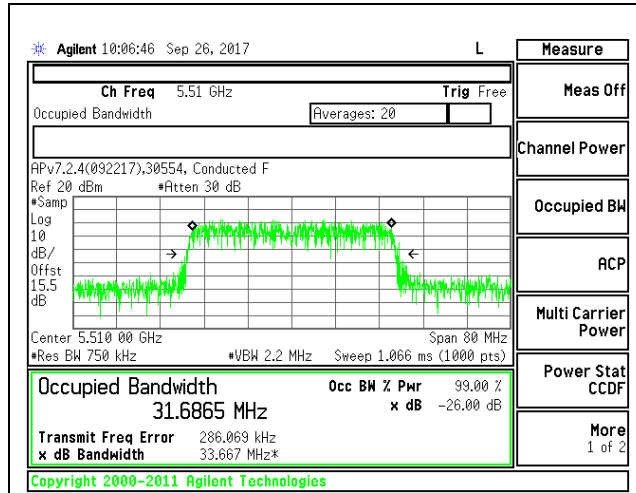 Agilent 10:06:46 Sep 26, 2017 L
Measure
Ch Freq 5.51 GHz Trig Free
Meas Off
Occupied Bandwidth Averages: 20
Channel Power
APv7.2.4(092217),30554, Conducted F
Ref 20 dBm #Atten 30 dB
#Samp
Log
10
dB/
Offst
15.5
dB
Occupied BW
ACP
Center 5.510 00 GHz Span 80 MHz
#Res BW 750 kHz #VBW 2.2 MHz Sweep 1.066 ms (1000 pts)
Multi Carrier
Power
Occupied Bandwidth Occ BW % Pwr 99.00 %
31.6865 MHz x dB -26.00 dB
Power Stat
CCDF
Transmit Freq Error 286.069 kHz
x dB Bandwidth 33.667 MHz*
More
1 of 2
Copyright 2000-2011 Agilent Technologies